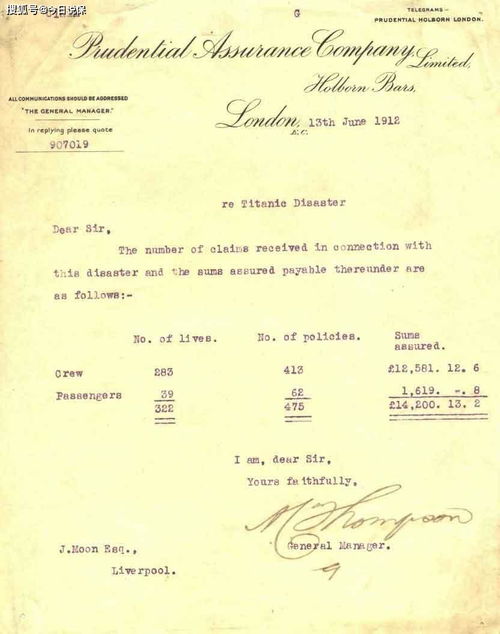 搜狐号@今日说保
G
TELEGRAMS—
PRUDENTIAL HOLBORN LONDON.
Prudential Assurance Company Limited,
Holborn Bars,
ALL COMMUNICATIONS SHOULD BE ADDRESSED
"THE GENERAL MANAGER."
In replying please quote
907019
London, 13th June 1912
E.C.
re Titanic Disaster
Dear Sir,
The number of claims received in connection with
this disaster and the sums assured payable thereunder are
as follows:-
No. of lives. No. of policies. Sums
assured.
Crew 283 413 £12,581. 12. 6
Passengers 39 62 1,619. -. 8
322 475 £14,200. 13. 2
I am, dear Sir,
Yours faithfully,
Thompson
General Manager.
J.Moon Esq.,
Liverpool.